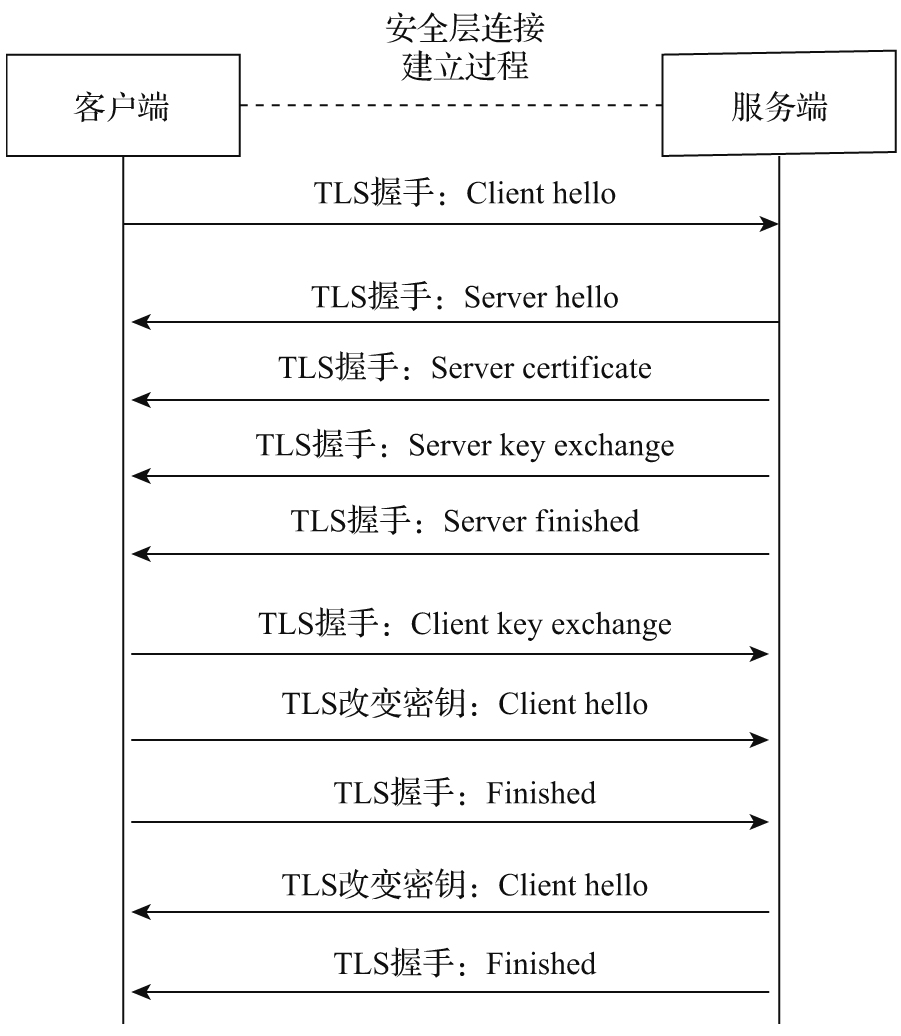 安全层连接
建立过程
客户端
服务端
TLS握手：Client hello
TLS握手：Server hello
TLS握手：Server certificate
TLS握手：Server key exchange
TLS握手：Server finished
TLS握手：Client key exchange
TLS改变密钥：Client hello
TLS握手：Finished
TLS改变密钥：Client hello
TLS握手：Finished